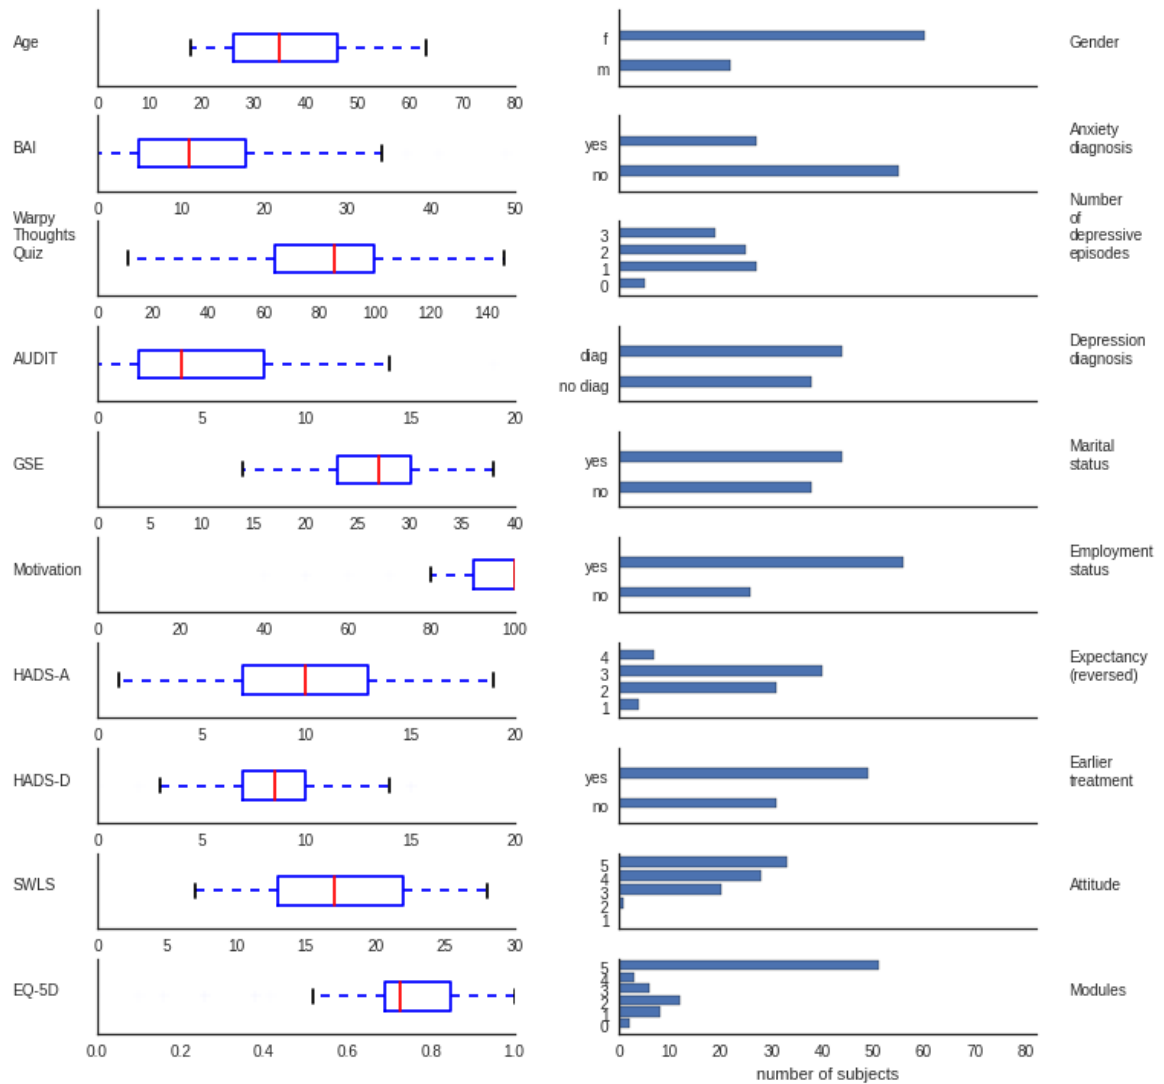 Age
0 10 20 30 40 50 60 70 80
f
m
Gender
BAI
0 10 20 30 40 50
yes
no
Anxiety
diagnosis
Warpy
Thoughts
Quiz
20 40 60 80 100 120 140
3
2
1
0
Number
of
depressive
episodes
AUDIT
0 5 10 15 20
diag
no diag
Depression
diagnosis
GSE
0 5 10 15 20 25 30 35 40
yes
no
Marital
status
Motivation
0 20 40 60 80 100
yes
no
Employment
status
HADS-A
5 10 15 20
4
3
2
1
Expectancy
(reversed)
HADS-D
0 5 10 15 20
yes
no
Earlier
treatment
SWLS
0 5 10 15 20 25 30
5
4
3
2
1
Attitude
EQ-5D
0.0 0.2 0.4 0.6 0.8 1.0
5
4
3
2
1
0
Modules
0 10 20 30 40 50 60 70 80
number of subjects